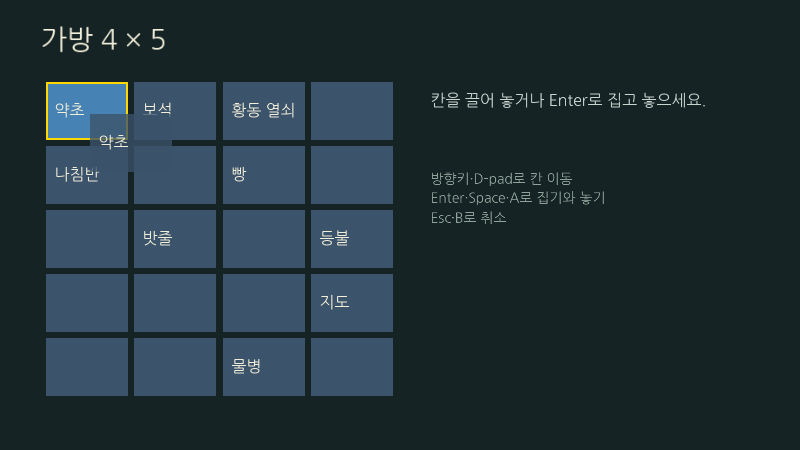 가방 4 × 5
약초 보석 황동 열쇠
약초
나침반 빵
밧줄 등불
지도
물병
칸을 끌어 놓거나 Enter로 집고 놓으세요.
방향키·D-pad로 칸 이동
Enter·Space·A로 집기와 놓기
Esc·B로 취소